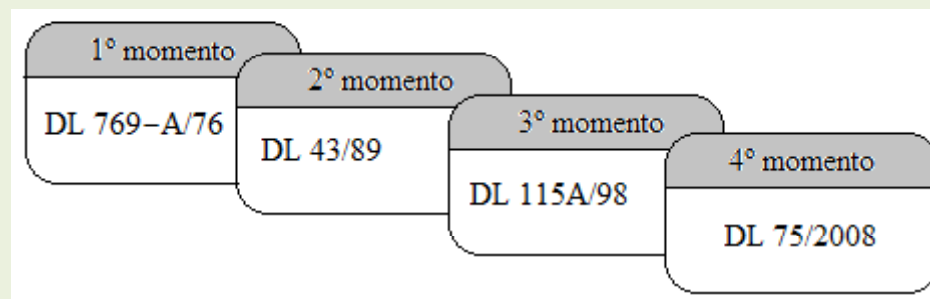 1º momento
DL 769–A/76
2º momento
DL 43/89
3º momento
DL 115A/98
4º momento
DL 75/2008